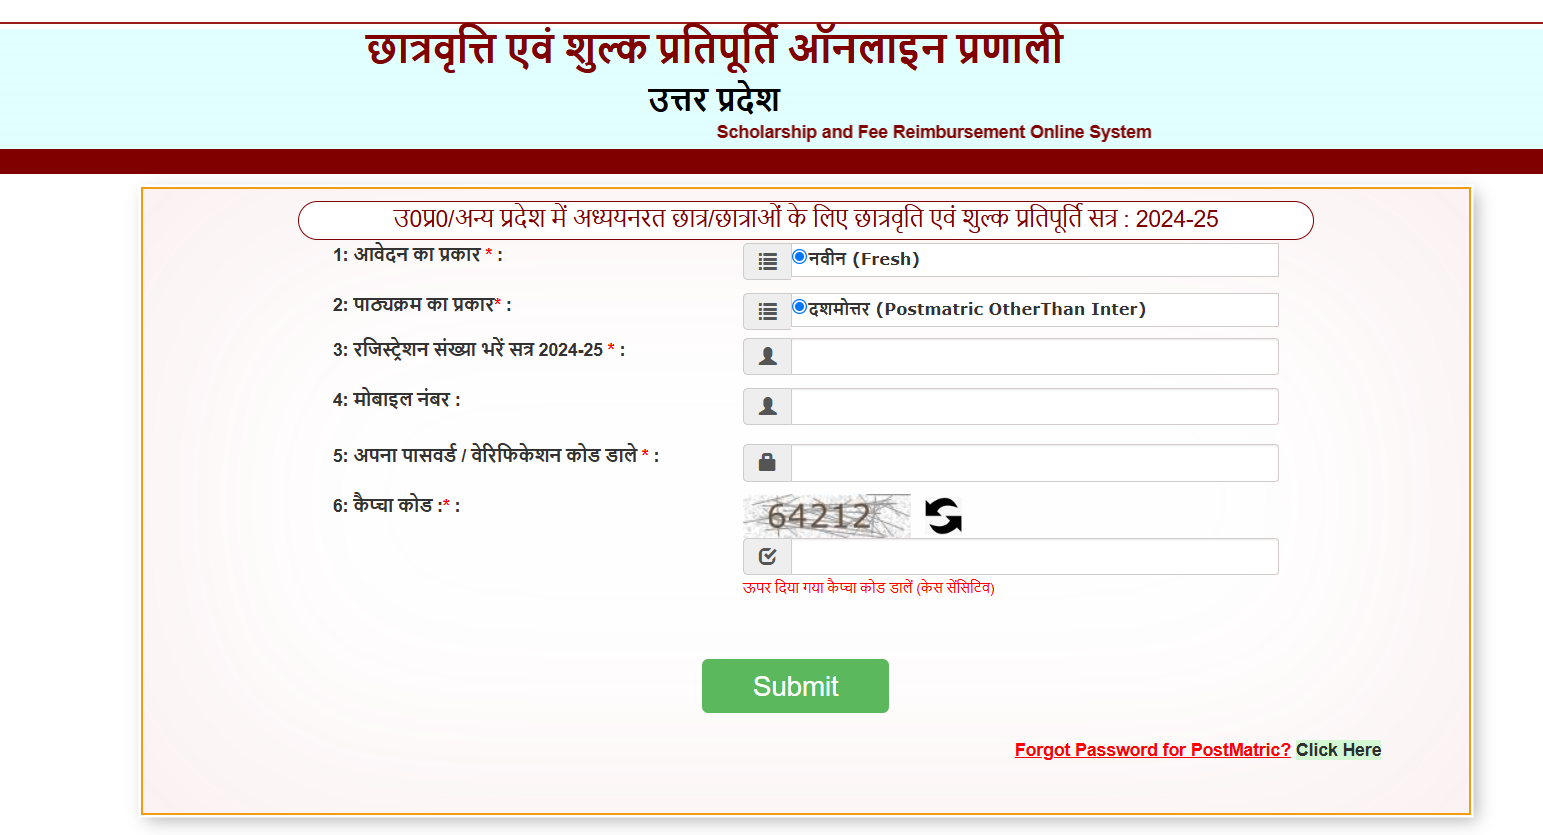 छात्रवृत्ति एवं शुल्क प्रतिपूर्ति ऑनलाइन प्रणाली
उत्तर प्रदेश
Scholarship and Fee Reimbursement Online System
उ0प्र0/अन्य प्रदेश में अध्ययनरत छात्र/छात्राओं के लिए छात्रवृति एवं शुल्क प्रतिपूर्ति सत्र : 2024-25
1: आवेदन का प्रकार * :
नवीन (Fresh)
2: पाठ्यक्रम का प्रकार* :
दशमोत्तर (Postmatric OtherThan Inter)
3: रजिस्ट्रेशन संख्या भरें सत्र 2024-25 * :
4: मोबाइल नंबर :
5: अपना पासवर्ड / वेरिफिकेशन कोड डाले * :
6: कैप्चा कोड :* :
64212
ऊपर दिया गया कैप्चा कोड डालें (केस सेंसिटिव)
Submit
Forgot Password for PostMatric? Click Here